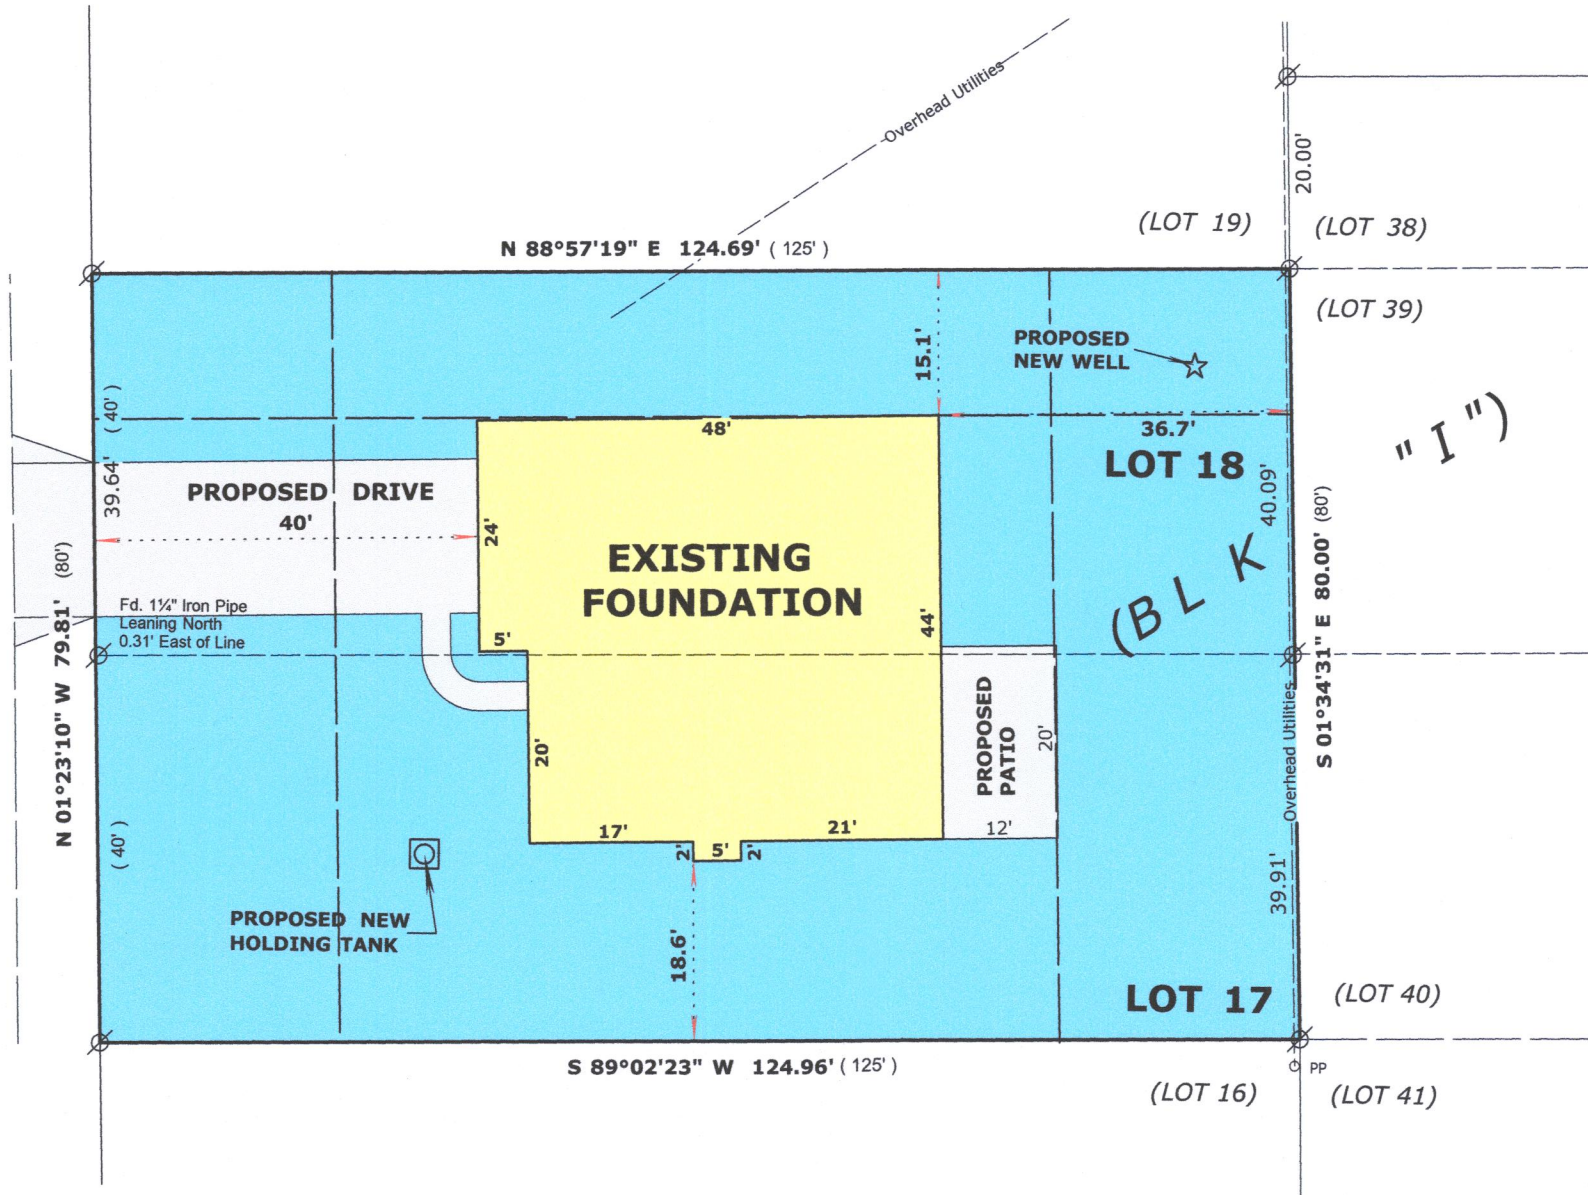 Overhead Utilities
20.00'
(LOT 19)
(LOT 38)
N 88°57'19" E 124.69' ( 125' )
(LOT 39)
15.1'
PROPOSED
NEW WELL
( 40' )
39.64'
48'
36.7'
LOT 18
" I ")
PROPOSED DRIVE
40'
24'
40.09'
EXISTING
FOUNDATION
(B L K
44'
S 01°34'31" E 80.00' (80')
N 01°23'10" W 79.81' (80')
Fd. 1¼" Iron Pipe
Leaning North
0.31' East of Line
5'
PROPOSED
PATIO
20'
20'
Overhead Utilities
12'
17'
21'
2'
5'
2'
( 40' )
39.91'
PROPOSED NEW
HOLDING TANK
18.6'
LOT 17
(LOT 40)
S 89°02'23" W 124.96' ( 125' )
PP
(LOT 16)
(LOT 41)